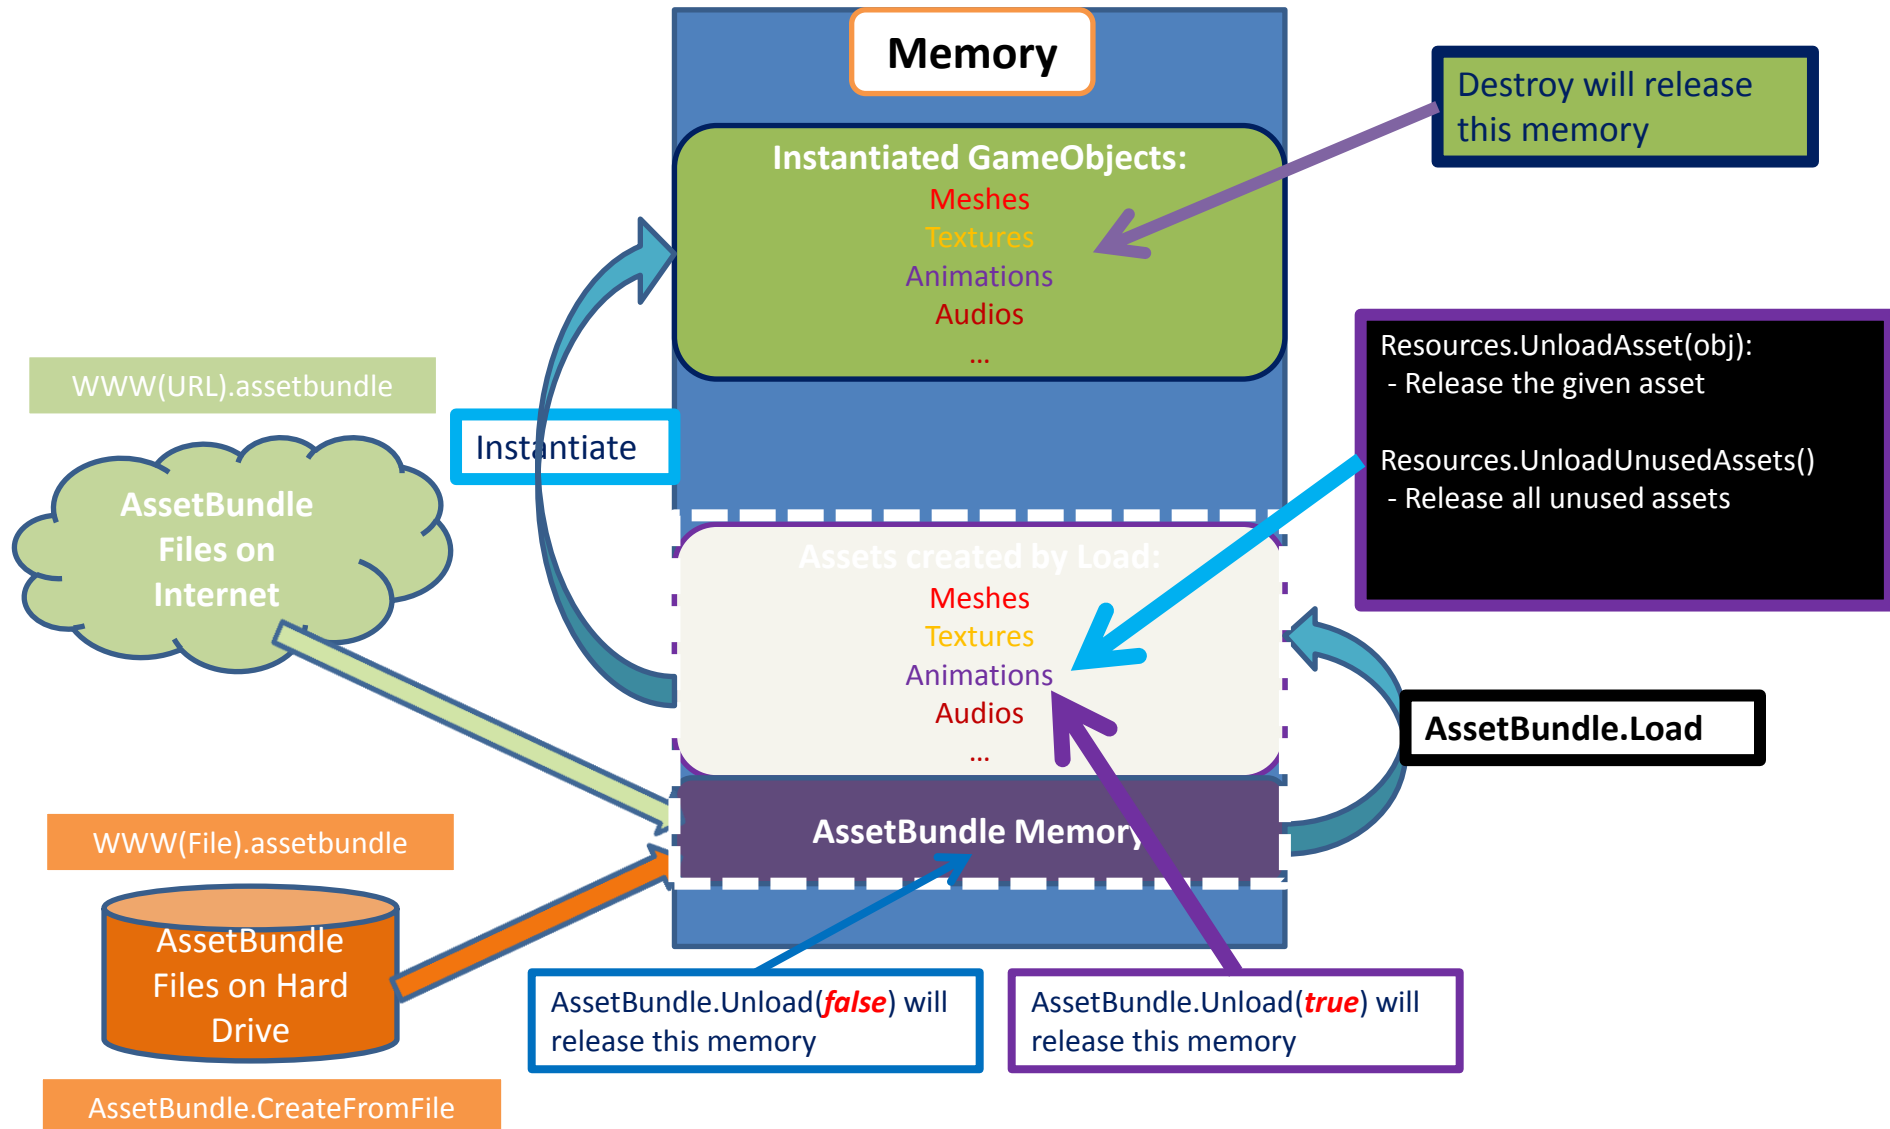 Memory
Destroy will release
this memory
Instantiated GameObjects:
Meshes
Textures
Animations
Audios
...
Resources.UnloadAsset(obj):
- Release the given asset
Resources.UnloadUnusedAssets()
- Release all unused assets
WWW(URL).assetbundle
Instantiate
AssetBundle
Files on
Internet
Assets created by Load:
Meshes
Textures
Animations
Audios
...
AssetBundle.Load
AssetBundle Memory
WWW(File).assetbundle
AssetBundle
Files on Hard
Drive
AssetBundle.CreateFromFile
AssetBundle.Unload(false) will
release this memory
AssetBundle.Unload(true) will
release this memory